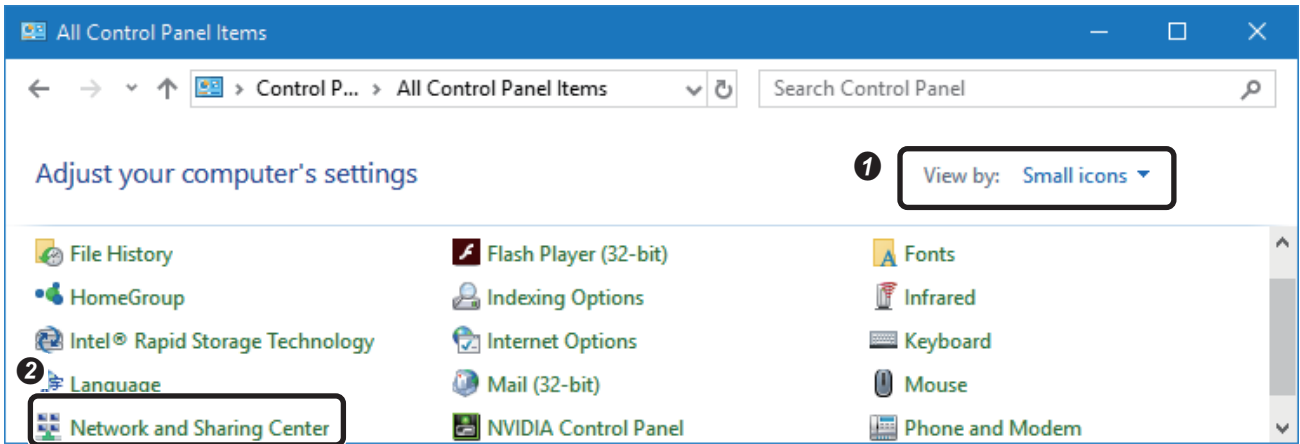 All Control Panel Items
Control P... All Control Panel Items Search Control Panel
Adjust your computer's settings 1 View by: Small icons
File History Flash Player (32-bit) Fonts
HomeGroup Indexing Options Infrared
Intel® Rapid Storage Technology Internet Options Keyboard
2 Language Mail (32-bit) Mouse
Network and Sharing Center NVIDIA Control Panel Phone and Modem